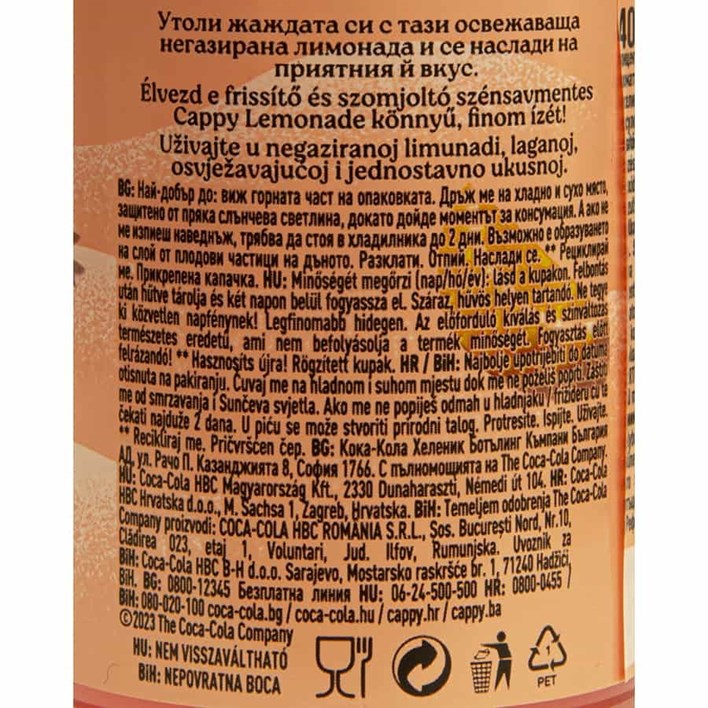 Утоли жаждата си с тази освежаваща
негазирана лимонада и се наслади на
приятния й вкус.
Élvezd e frissítő és szomjoltó szénsavmentes
Cappy Lemonade könnyű, finom ízét!
Uživajte u negaziranoj limunadi, laganoj,
osvježavajućoj i jednostavno ukusnoj.
BG: Най-добър до: виж горната част на опаковката. Дръж ме на хладно и сухо място,
защитено от пряка слънчева светлина, докато дойде моментът за консумация. А ако не
ме изпиеш наведнъж, трябва да стоя в хладилника до 2 дни. Възможно е образуването
на слой от плодови частици на дъното. Разклати. Отпий. Наслади се. ** Рециклирай
ме. Прикрепена капачка. HU: Minőségét megőrzi (nap/hó/év): lásd a kupakon. Felbontás
után hűtve tárolja és két napon belül fogyassza el. Száraz, hűvös helyen tartandó. Ne tegye
ki közvetlen napfénynek! Legfinomabb hidegen. Az előforduló kiválás és színváltozás
természetes eredetű, ami nem befolyásolja a termék minőségét. Fogyasztás előtt
felrázandó! ** Hasznosíts újra! Rögzített kupak. HR / BiH: Najbolje upotrijebiti do datuma
otisnuta na pakiranju. Čuvaj me na hladnom i suhom mjestu dok me ne poželiš popiti. Zaštiti
me od smrzavanja i Sunčeva svjetla. Ako me ne popiješ odmah u hladnjaku / frižideru ću te
čekati najduže 2 dana. U piću se može stvoriti prirodni talog. Protresite. Ispijte. Uživajte.
** Recikliraj me. Pričvršćen čep. BG: Кока-Кола Хеленик Ботълинг Къмпани България
АД, ул. Рачо П. Казанджията 8, София 1766. С пълномощията на The Coca-Cola Company.
HU: Coca-Cola HBC Magyarország Kft., 2330 Dunaharaszti, Némedi út 104. HR: Coca-Cola
HBC Hrvatska d.o.o., M. Sachsa 1, Zagreb, Hrvatska. BiH: Temeljem odobrenja The Coca-Cola
Company proizvodi: COCA-COLA HBC ROMANIA S.R.L., Șos. București Nord, Nr.10,
Clădirea O23, etaj 1, Voluntari, Jud. Ilfov, Rumunjska. Uvoznik za
BiH: Coca-Cola HBC B-H d.o.o. Sarajevo, Mostarsko raskršće br. 1, 71240 Hadžići,
BiH. BG: 0800-12345 Безплатна линия HU: 06-24-500-500 HR: 0800-0455 /
BiH: 080-020-100 coca-cola.bg / coca-cola.hu / cappy.hr / cappy.ba
©2023 The Coca-Cola Company
HU: NEM VISSZAVÁLTHATÓ
BiH: NEPOVRATNA BOCA
1
PET